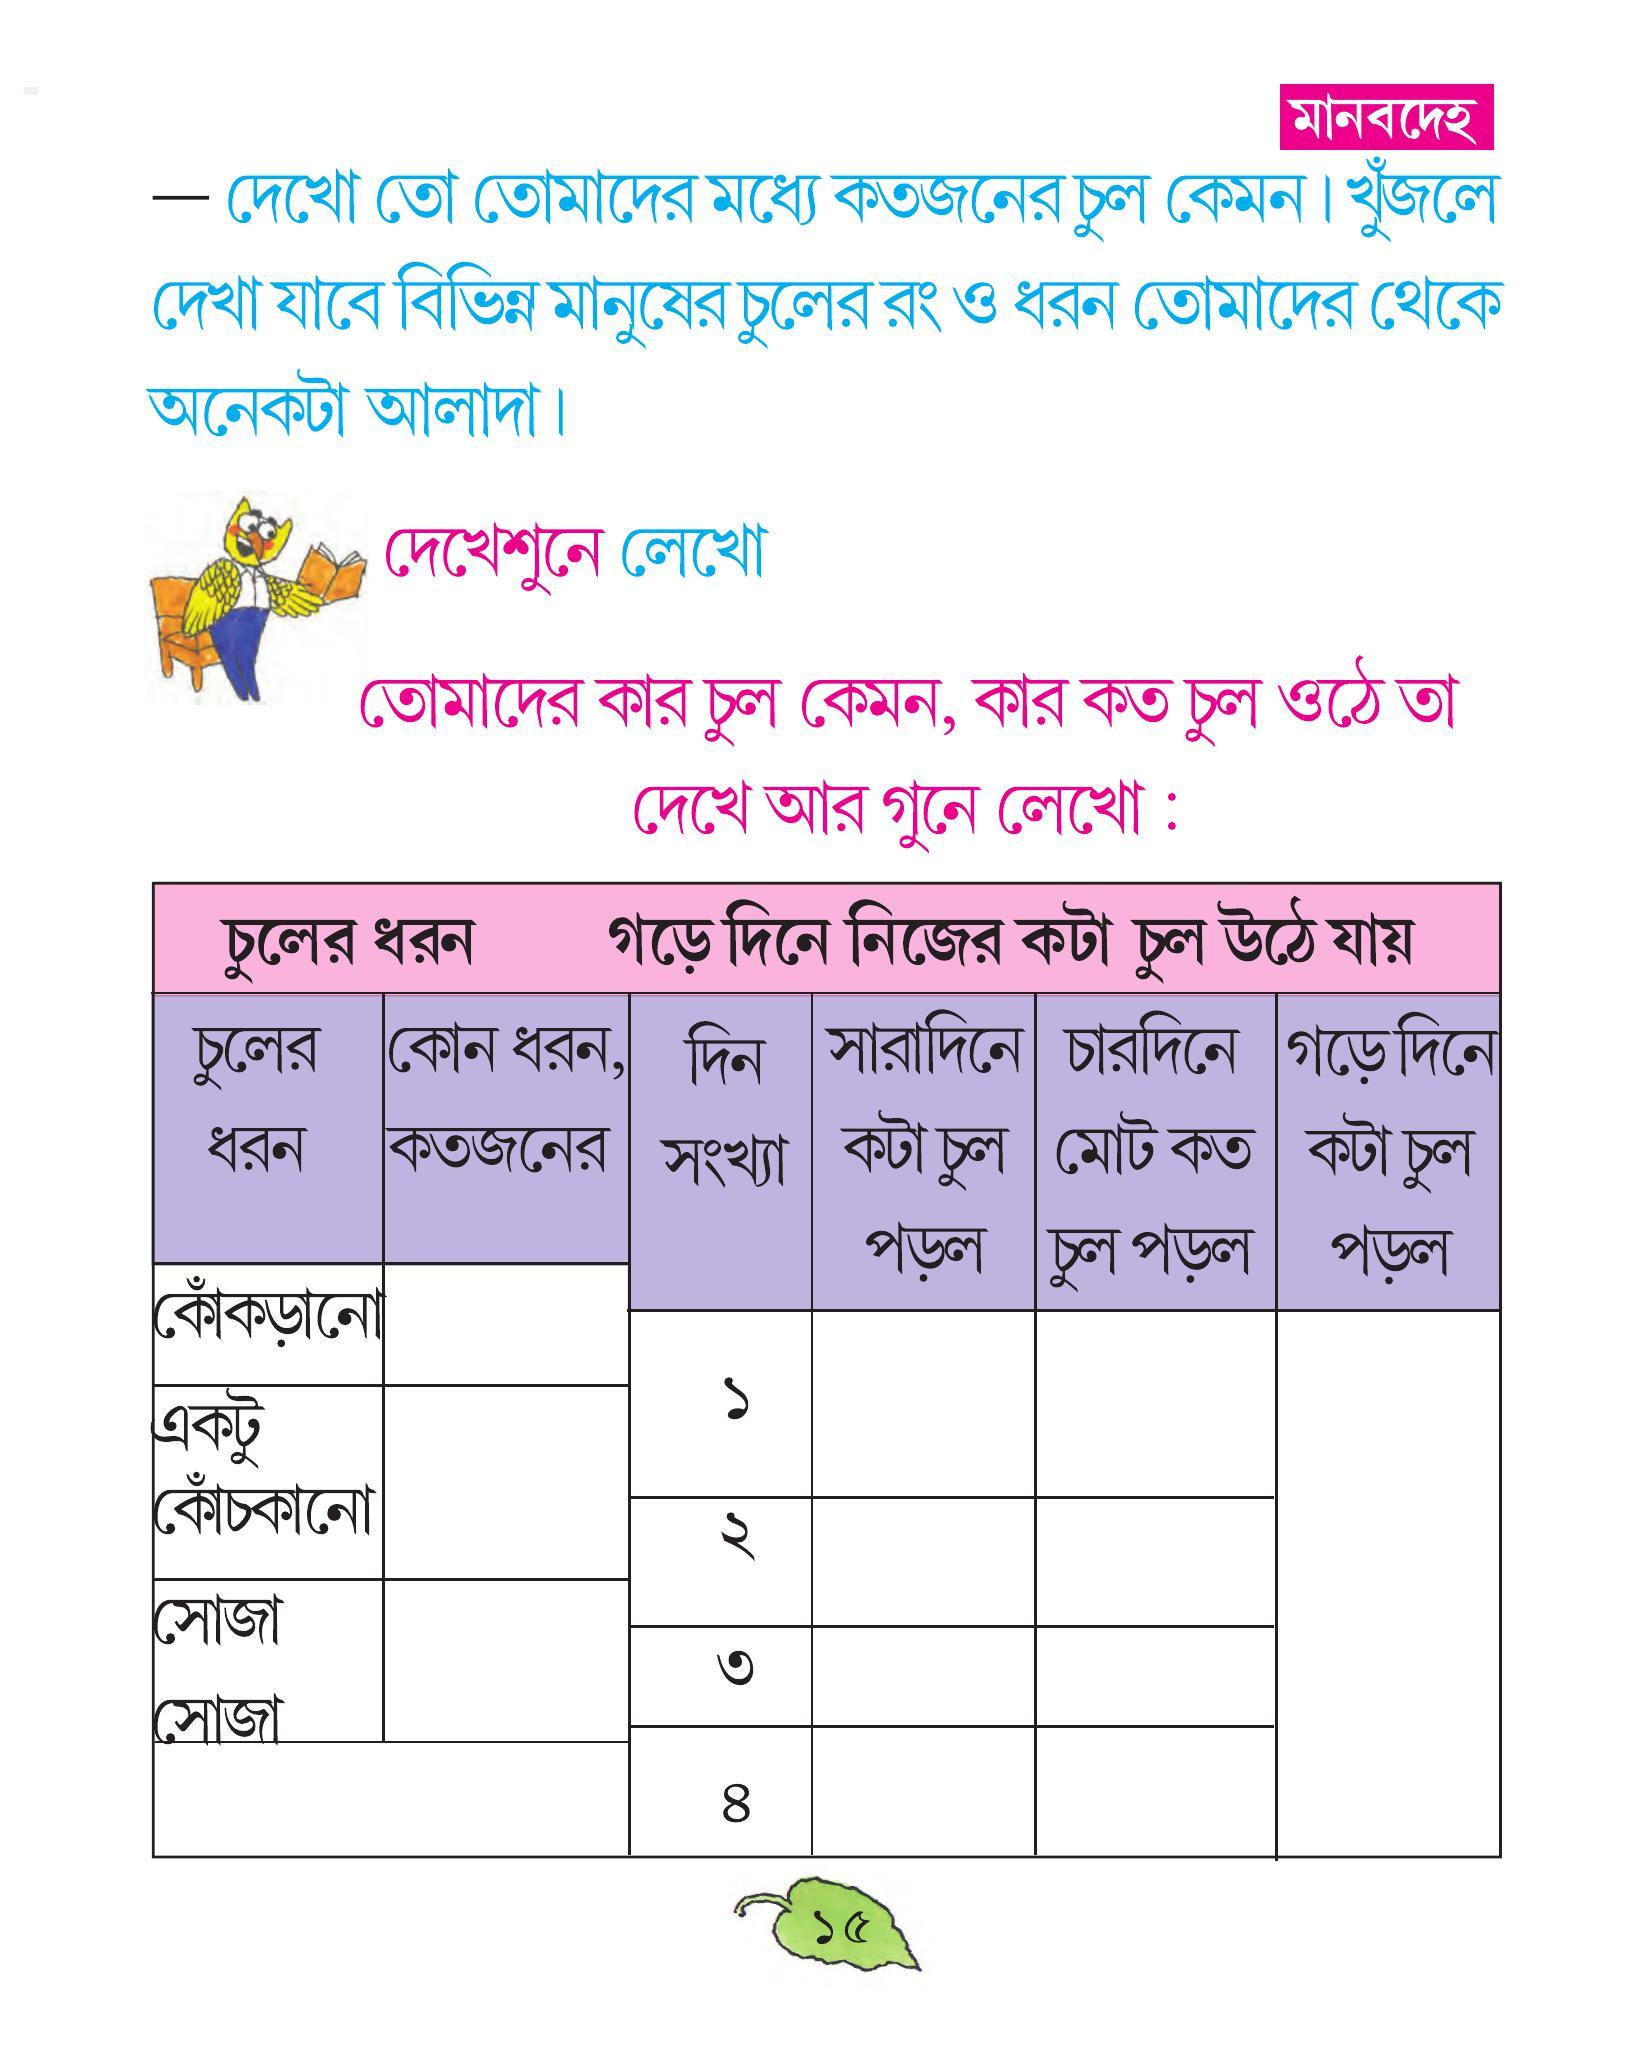 মানবদেহ
— দেখো তো তোমাদের মধ্যে কতজনের চুল কেমন। খুঁজলে
দেখা যাবে বিভিন্ন মানুষের চুলের রং ও ধরন তোমাদের থেকে
অনেকটা আলাদা।
দেখেশুনে লেখো
তোমাদের কার চুল কেমন, কার কত চুল ওঠে তা
দেখে আর গুনে লেখো :
চুলের ধরন গড়ে দিনে নিজের কটা চুল উঠে যায়
চুলের কোন ধরন, দিন সারাদিনে চারদিনে গড়ে দিনে
ধরন কতজনের সংখ্যা কটা চুল মোট কত কটা চুল
পড়ল চুল পড়ল পড়ল
কোঁকড়ানো
১
একটু
কোঁচকানো
২
সোজা
৩
সোজা
৪
১৫